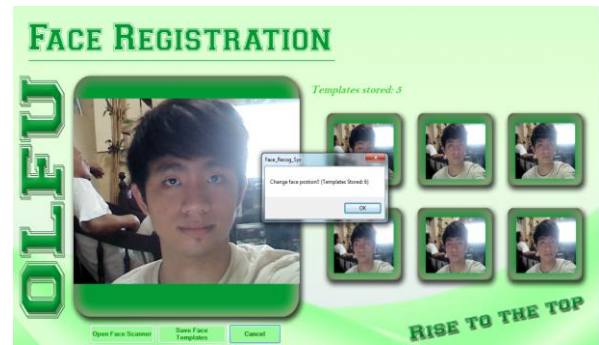 FACE REGISTRATION
OLFU
Templates stored: 5
Face_Recog_Sys
Change face position!! (Templates Stored: 6)
OK
Open Face Scanner
Save Face
Templates
Cancel
RISE TO THE TOP